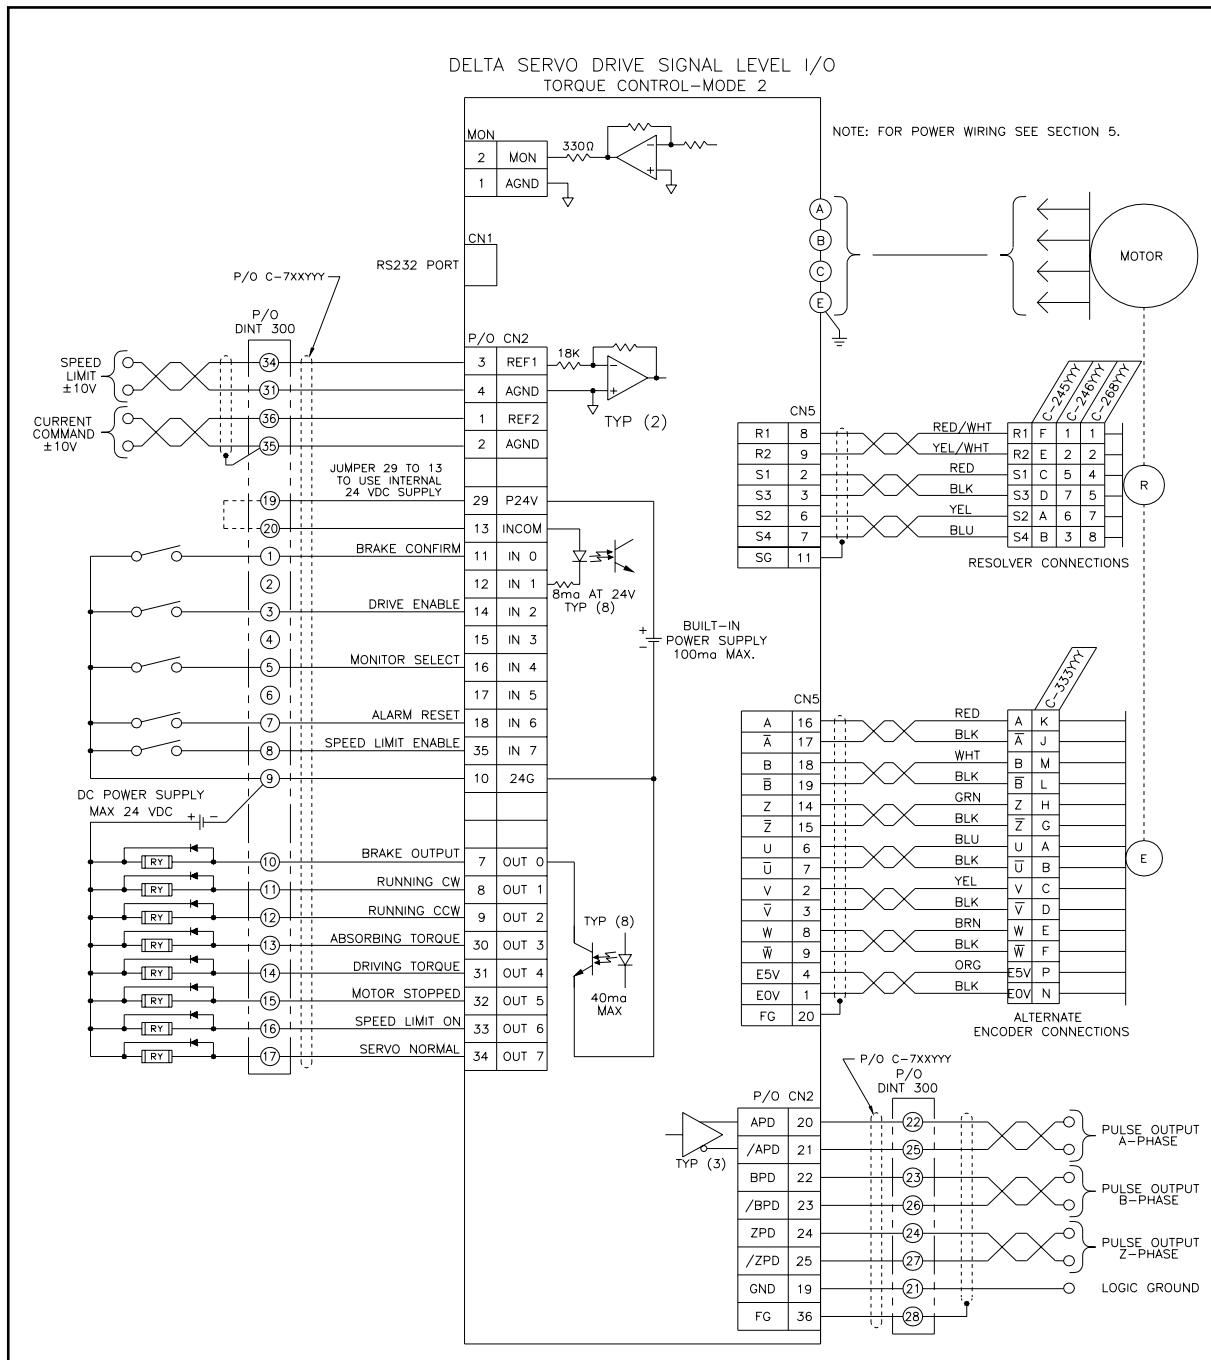 DELTA SERVO DRIVE SIGNAL LEVEL I/O
TORQUE CONTROL-MODE 2
NOTE: FOR POWER WIRING SEE SECTION 5.
MON
2 MON 330Ω
1 AGND
CN1
RS232 PORT
A
B
C
E
MOTOR
P/O C-7XXYYY
P/O
DINT 300
P/O CN2
SPEED
LIMIT
±10V
34 3 REF1 18K
31 4 AGND
TYP (2)
CURRENT
COMMAND
±10V
36 1 REF2
35 2 AGND
JUMPER 29 TO 13
TO USE INTERNAL
24 VDC SUPPLY
19 29 P24V
20 13 INCOM
1 BRAKE CONFIRM 11 IN 0
2 12 IN 1
8ma AT 24V
TYP (8)
3 DRIVE ENABLE 14 IN 2
4 15 IN 3
5 MONITOR SELECT 16 IN 4
6 17 IN 5
7 ALARM RESET 18 IN 6
8 SPEED LIMIT ENABLE 35 IN 7
9 10 24G
+
−
BUILT-IN
POWER SUPPLY
100ma MAX.
DC POWER SUPPLY
MAX 24 VDC + −
RY 10 BRAKE OUTPUT 7 OUT 0
RY 11 RUNNING CW 8 OUT 1
RY 12 RUNNING CCW 9 OUT 2
RY 13 ABSORBING TORQUE 30 OUT 3
RY 14 DRIVING TORQUE 31 OUT 4
RY 15 MOTOR STOPPED 32 OUT 5
RY 16 SPEED LIMIT ON 33 OUT 6
RY 17 SERVO NORMAL 34 OUT 7
TYP (8)
40ma
MAX
C-245YYY
C-246YYY
C-268YYY
CN5
R1 8 RED/WHT R1 F 1 1
R2 9 YEL/WHT R2 E 2 2
S1 2 RED S1 C 5 4
S3 3 BLK S3 D 7 5
S2 6 YEL S2 A 6 7
S4 7 BLU S4 B 3 8
SG 11
R
RESOLVER CONNECTIONS
C-333YYY
CN5
A 16 RED A K
A̅ 17 BLK A̅ J
B 18 WHT B M
B̅ 19 BLK B̅ L
Z 14 GRN Z H
Z̅ 15 BLK Z̅ G
U 6 BLU U A
U̅ 7 BLK U̅ B
V 2 YEL V C
V̅ 3 BLK V̅ D
W 8 BRN W E
W̅ 9 BLK W̅ F
E5V 4 ORG E5V P
E0V 1 BLK E0V N
FG 20
E
ALTERNATE
ENCODER CONNECTIONS
P/O C-7XXYYY
P/O
DINT 300
P/O CN2
TYP (3)
APD 20 22
/APD 21 25
PULSE OUTPUT
A-PHASE
BPD 22 23
/BPD 23 26
PULSE OUTPUT
B-PHASE
ZPD 24 24
/ZPD 25 27
PULSE OUTPUT
Z-PHASE
GND 19 21 LOGIC GROUND
FG 36 28